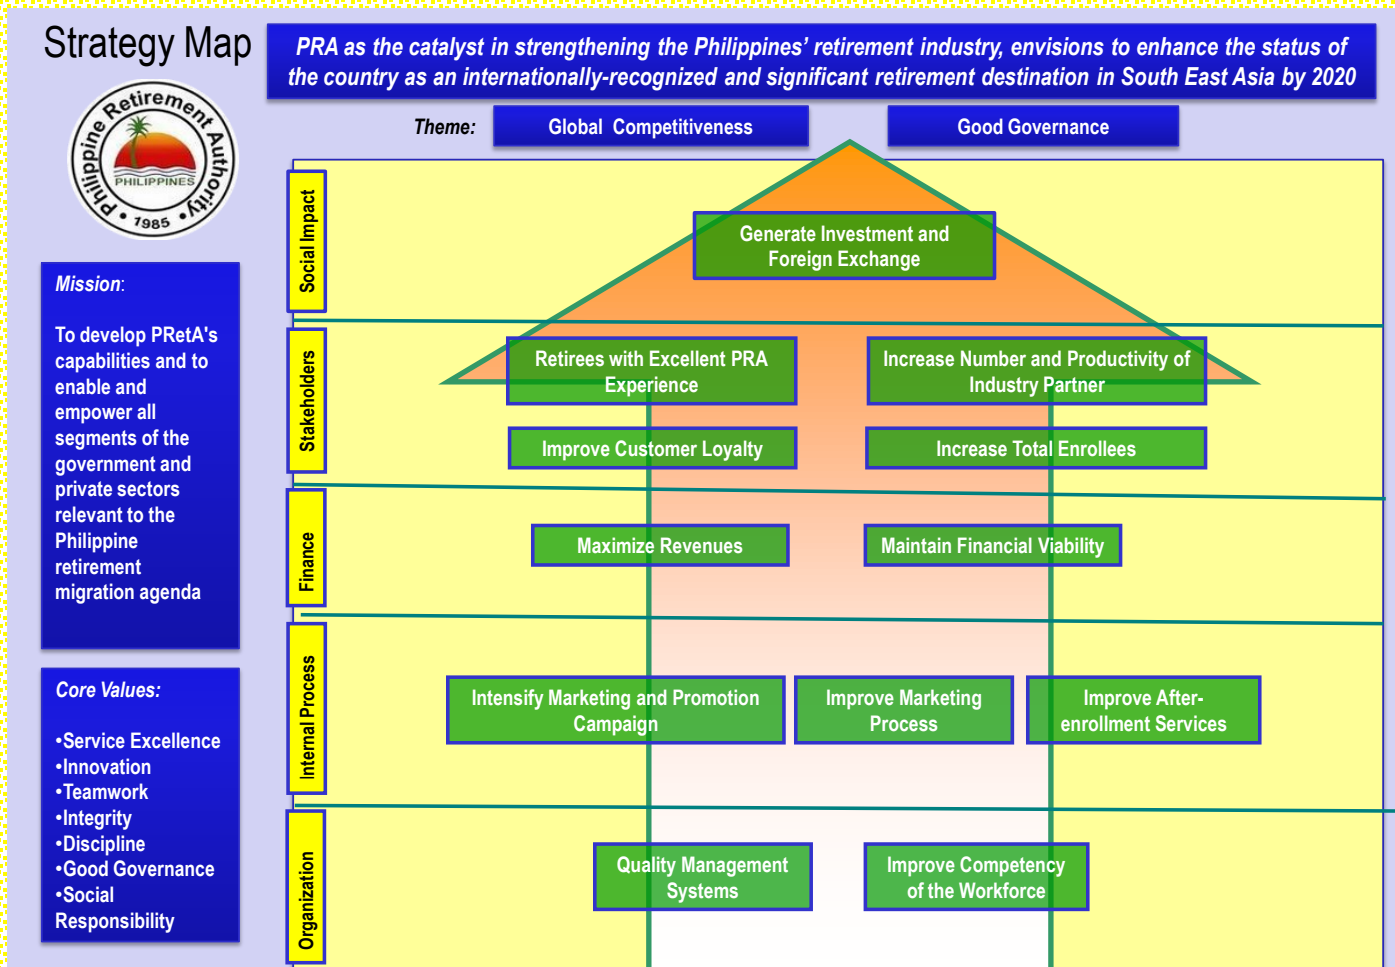 Strategy Map
PRA as the catalyst in strengthening the Philippines' retirement industry, envisions to enhance the status of
the country as an internationally-recognized and significant retirement destination in South East Asia by 2020
Philippine Retirement Authority
PHILIPPINES
• 1985 •
Theme:
Global Competitiveness
Good Governance
Mission:
To develop PRetA's
capabilities and to
enable and
empower all
segments of the
government and
private sectors
relevant to the
Philippine
retirement
migration agenda
Core Values:
•Service Excellence
•Innovation
•Teamwork
•Integrity
•Discipline
•Good Governance
•Social
Responsibility
Social Impact
Generate Investment and
Foreign Exchange
Stakeholders
Retirees with Excellent PRA
Experience
Increase Number and Productivity of
Industry Partner
Improve Customer Loyalty
Increase Total Enrollees
Finance
Maximize Revenues
Maintain Financial Viability
Internal Process
Intensify Marketing and Promotion
Campaign
Improve Marketing
Process
Improve After-
enrollment Services
Organization
Quality Management
Systems
Improve Competency
of the Workforce